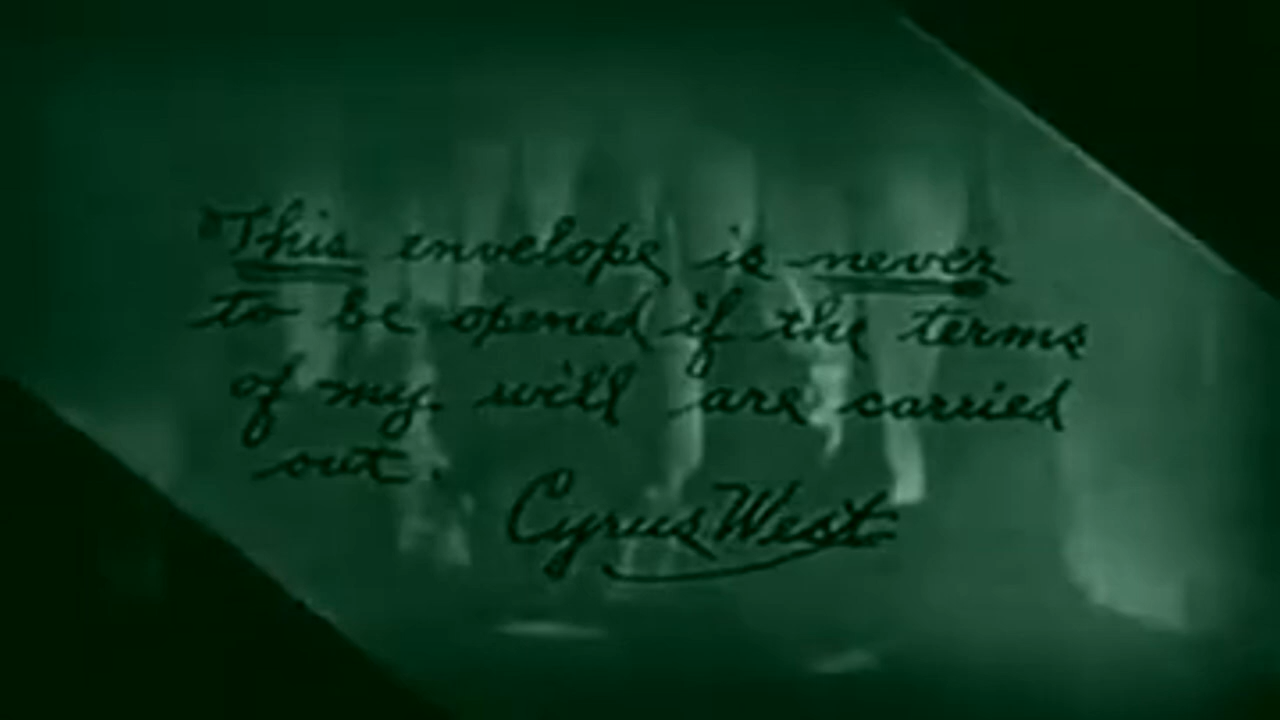 "This envelope is never
to be opened if the terms
of my will are carried
out.
Cyrus West